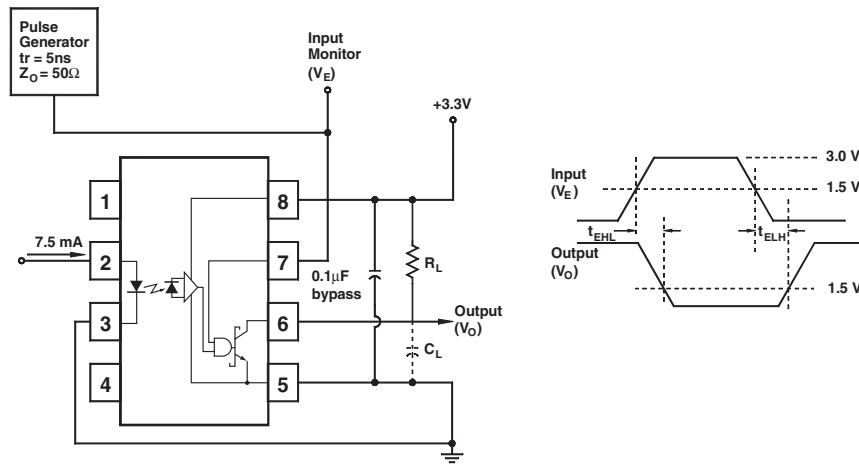 Pulse
Generator
tr = 5ns
ZO = 50Ω
Input
Monitor
(VE)
+3.3V
1
2
3
4
8
7
6
5
7.5 mA
0.1µF
bypass
RL
CL
Output
(VO)
Input
(VE)
3.0 V
1.5 V
tEHL
tELH
Output
(VO)
1.5 V